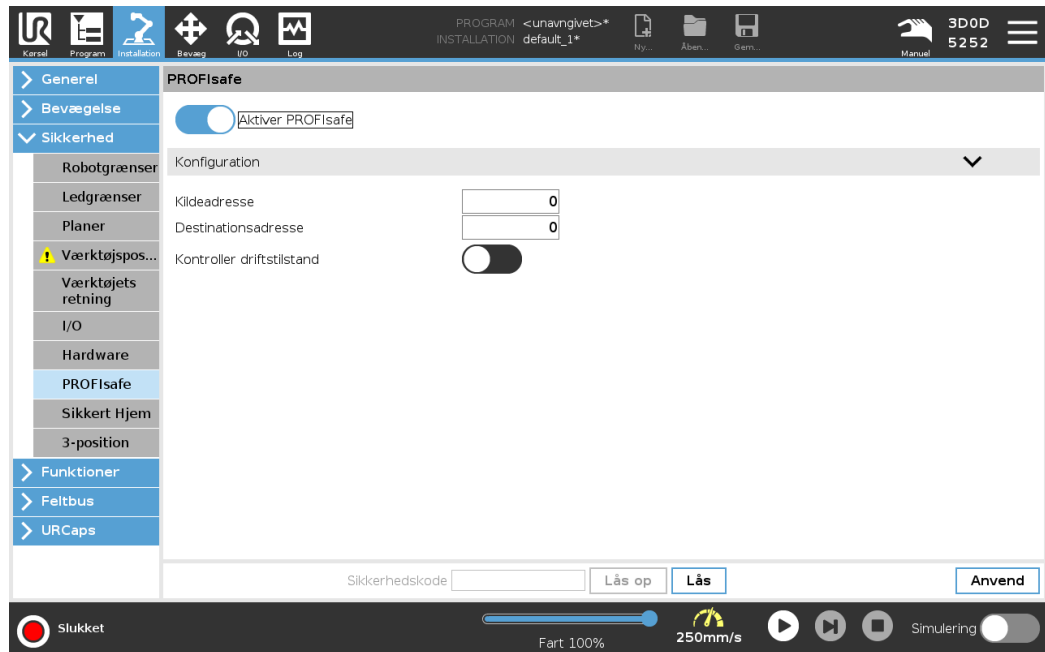 PROGRAM <unavngivet>*
INSTALLATION default_1*
Kørsel Program Installation Bevæg I/O Log Ny... Åben... Gem... Manuel
3D0D
5252
Generel
Bevægelse
Sikkerhed
Robotgrænser
Ledgrænser
Planer
Værktøjspos...
Værktøjets
retning
I/O
Hardware
PROFIsafe
Sikkert Hjem
3-position
Funktioner
Feltbus
URCaps
PROFIsafe
Aktiver PROFIsafe
Konfiguration
Kildeadresse 0
Destinationsadresse 0
Kontroller driftstilstand
Sikkerhedskode Lås op Lås Anvend
Slukket
Fart 100%
250mm/s
Simulering